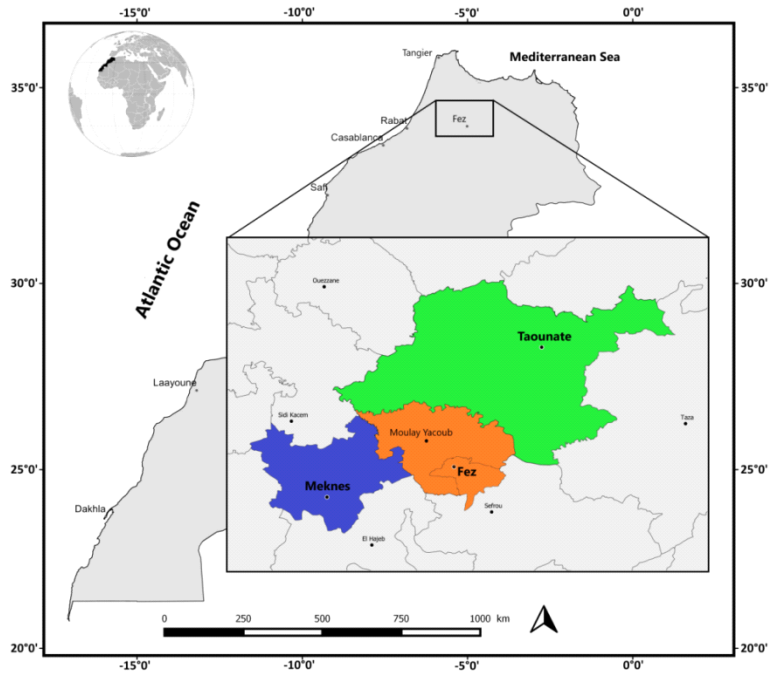 -15°0' -10°0' -5°0' 0°0'
Tangier
Mediterranean Sea
35°0' 35°0'
Rabat
Fez
Casablanca
Safi
Atlantic Ocean
30°0' 30°0'
Ouezzane
Taounate
Laayoune
Sidi Kacem
Taza
Moulay Yacoub
25°0' 25°0'
Fez
Meknes
Dakhla
Sefrou
El Hajeb
0 250 500 750 1000 km
20°0' 20°0'
-15°0' -10°0' -5°0' 0°0'